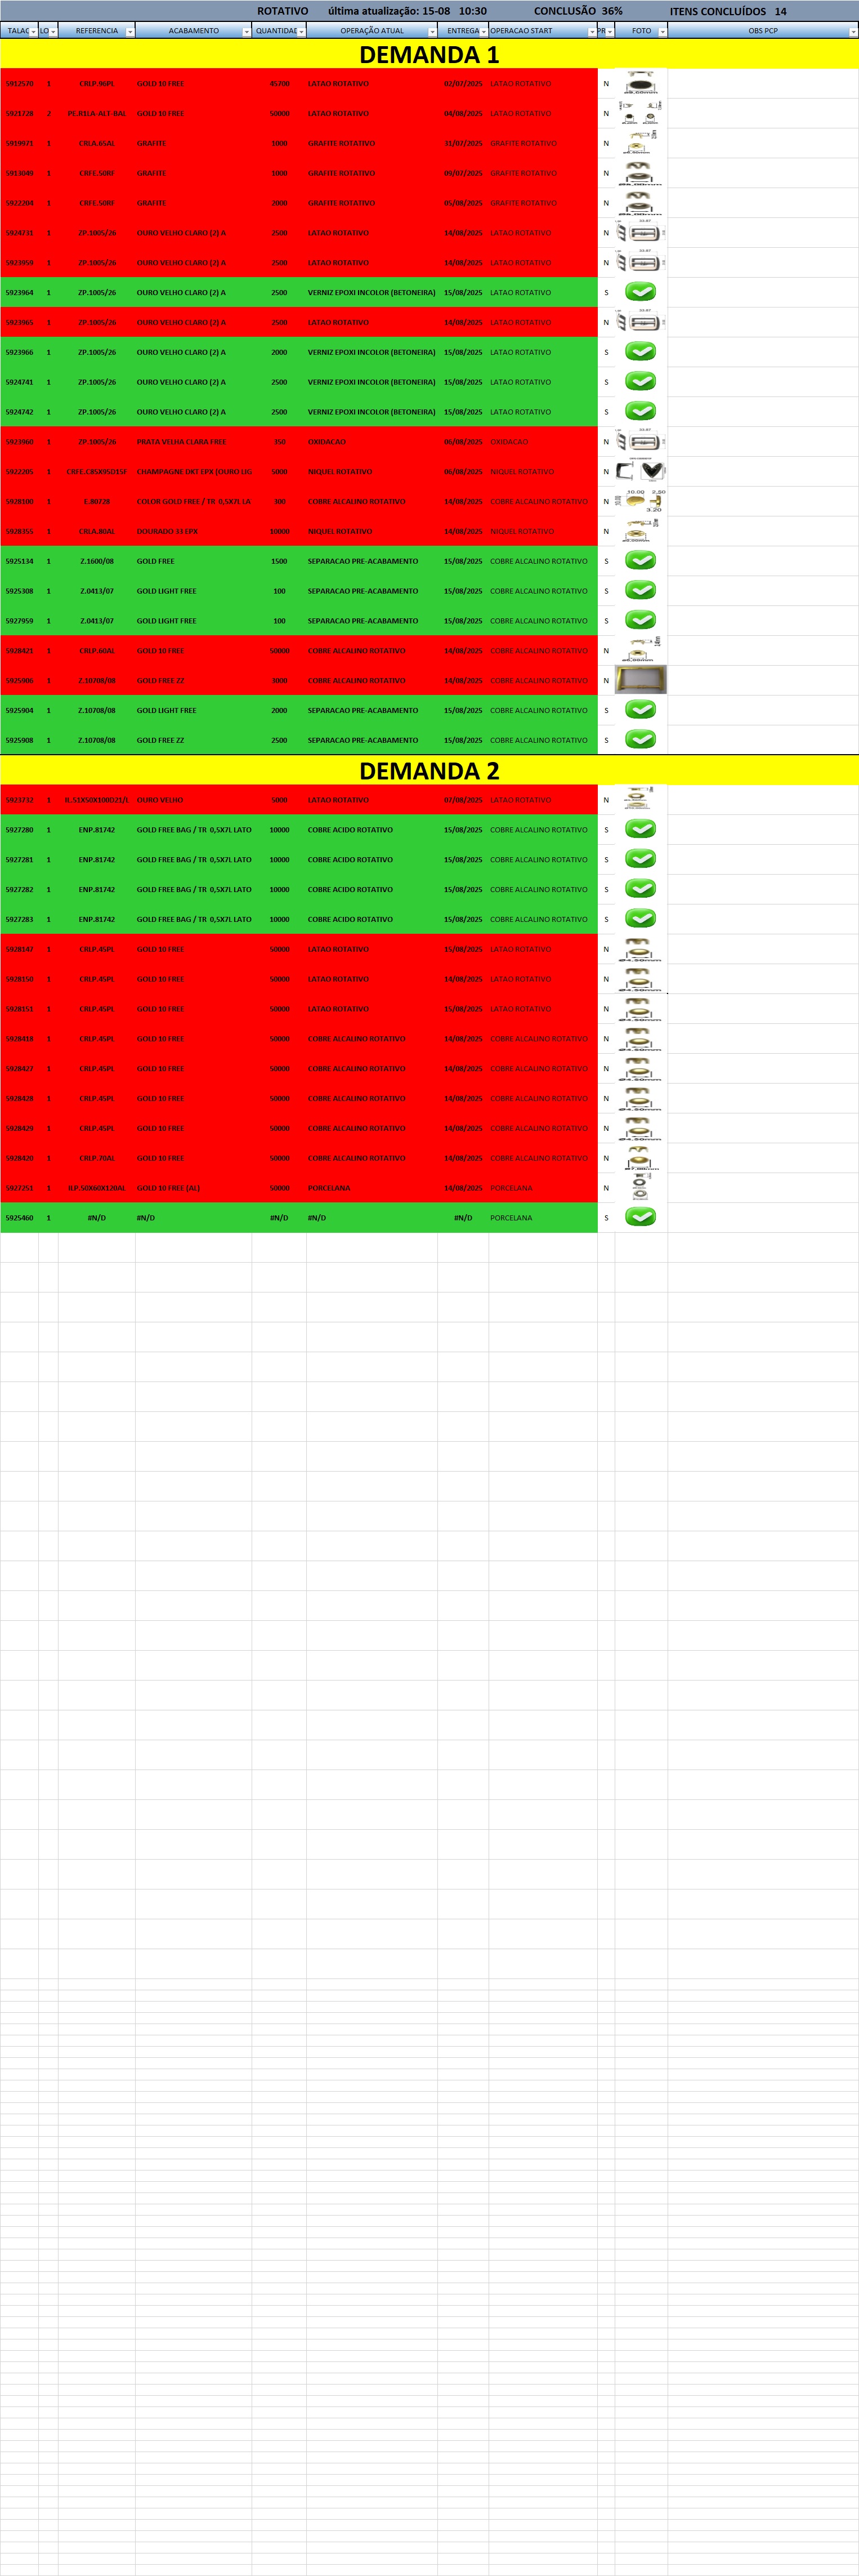 ROTATIVO última atualização: 15-08 10:30 CONCLUSÃO 36% ITENS CONCLUÍDOS 14
TALAC LO REFERENCIA ACABAMENTO QUANTIDAD OPERAÇÃO ATUAL ENTREGA OPERACAO START PR FOTO OBS PCP
DEMANDA 1
5912570 1 CRLP.96PL GOLD 10 FREE 45700 LATAO ROTATIVO 02/07/2025 LATAO ROTATIVO N
5921728 2 PE.R1LA-ALT-BAL GOLD 10 FREE 50000 LATAO ROTATIVO 04/08/2025 LATAO ROTATIVO N
5919971 1 CRLA.65AL GRAFITE 1000 GRAFITE ROTATIVO 31/07/2025 GRAFITE ROTATIVO N
5913049 1 CRFE.50RF GRAFITE 1000 GRAFITE ROTATIVO 09/07/2025 GRAFITE ROTATIVO N
5922204 1 CRFE.50RF GRAFITE 2000 GRAFITE ROTATIVO 05/08/2025 GRAFITE ROTATIVO N
5924731 1 ZP.1005/26 OURO VELHO CLARO (2) A 2500 LATAO ROTATIVO 14/08/2025 LATAO ROTATIVO N
5923959 1 ZP.1005/26 OURO VELHO CLARO (2) A 2500 LATAO ROTATIVO 14/08/2025 LATAO ROTATIVO N
5923964 1 ZP.1005/26 OURO VELHO CLARO (2) A 2500 VERNIZ EPOXI INCOLOR (BETONEIRA) 15/08/2025 LATAO ROTATIVO S
5923965 1 ZP.1005/26 OURO VELHO CLARO (2) A 2500 LATAO ROTATIVO 14/08/2025 LATAO ROTATIVO N
5923966 1 ZP.1005/26 OURO VELHO CLARO (2) A 2000 VERNIZ EPOXI INCOLOR (BETONEIRA) 15/08/2025 LATAO ROTATIVO S
5924741 1 ZP.1005/26 OURO VELHO CLARO (2) A 2500 VERNIZ EPOXI INCOLOR (BETONEIRA) 15/08/2025 LATAO ROTATIVO S
5924742 1 ZP.1005/26 OURO VELHO CLARO (2) A 2500 VERNIZ EPOXI INCOLOR (BETONEIRA) 15/08/2025 LATAO ROTATIVO S
5923960 1 ZP.1005/26 PRATA VELHA CLARA FREE 350 OXIDACAO 06/08/2025 OXIDACAO N
5922205 1 CRFE.C85X95D15F CHAMPAGNE DKT EPX (OURO LIG 5000 NIQUEL ROTATIVO 06/08/2025 NIQUEL ROTATIVO N
5928100 1 E.80728 COLOR GOLD FREE / TR 0,5X7L LA 300 COBRE ALCALINO ROTATIVO 14/08/2025 COBRE ALCALINO ROTATIVO N 10.00 2.50 3.20
5928355 1 CRLA.80AL DOURADO 33 EPX 10000 NIQUEL ROTATIVO 14/08/2025 NIQUEL ROTATIVO N
5925134 1 Z.1600/08 GOLD FREE 1500 SEPARACAO PRE-ACABAMENTO 15/08/2025 COBRE ALCALINO ROTATIVO S
5925308 1 Z.0413/07 GOLD LIGHT FREE 100 SEPARACAO PRE-ACABAMENTO 15/08/2025 COBRE ALCALINO ROTATIVO S
5927959 1 Z.0413/07 GOLD LIGHT FREE 100 SEPARACAO PRE-ACABAMENTO 15/08/2025 COBRE ALCALINO ROTATIVO S
5928421 1 CRLP.60AL GOLD 10 FREE 50000 COBRE ALCALINO ROTATIVO 14/08/2025 COBRE ALCALINO ROTATIVO N
5925906 1 Z.10708/08 GOLD FREE ZZ 3000 COBRE ALCALINO ROTATIVO 14/08/2025 COBRE ALCALINO ROTATIVO N
5925904 1 Z.10708/08 GOLD LIGHT FREE 2000 SEPARACAO PRE-ACABAMENTO 15/08/2025 COBRE ALCALINO ROTATIVO S
5925908 1 Z.10708/08 GOLD FREE ZZ 2500 SEPARACAO PRE-ACABAMENTO 15/08/2025 COBRE ALCALINO ROTATIVO S
DEMANDA 2
5923732 1 IL.51X50X100D21/L OURO VELHO 5000 LATAO ROTATIVO 07/08/2025 LATAO ROTATIVO N
5927280 1 ENP.81742 GOLD FREE BAG / TR 0,5X7L LATO 10000 COBRE ACIDO ROTATIVO 15/08/2025 COBRE ALCALINO ROTATIVO S
5927281 1 ENP.81742 GOLD FREE BAG / TR 0,5X7L LATO 10000 COBRE ACIDO ROTATIVO 15/08/2025 COBRE ALCALINO ROTATIVO S
5927282 1 ENP.81742 GOLD FREE BAG / TR 0,5X7L LATO 10000 COBRE ACIDO ROTATIVO 15/08/2025 COBRE ALCALINO ROTATIVO S
5927283 1 ENP.81742 GOLD FREE BAG / TR 0,5X7L LATO 10000 COBRE ACIDO ROTATIVO 15/08/2025 COBRE ALCALINO ROTATIVO S
5928147 1 CRLP.45PL GOLD 10 FREE 50000 LATAO ROTATIVO 15/08/2025 LATAO ROTATIVO N Ø4,50mm
5928150 1 CRLP.45PL GOLD 10 FREE 50000 LATAO ROTATIVO 14/08/2025 LATAO ROTATIVO N Ø4,50mm
5928151 1 CRLP.45PL GOLD 10 FREE 50000 LATAO ROTATIVO 15/08/2025 LATAO ROTATIVO N Ø4,50mm
5928418 1 CRLP.45PL GOLD 10 FREE 50000 COBRE ALCALINO ROTATIVO 14/08/2025 COBRE ALCALINO ROTATIVO N Ø4,50mm
5928427 1 CRLP.45PL GOLD 10 FREE 50000 COBRE ALCALINO ROTATIVO 14/08/2025 COBRE ALCALINO ROTATIVO N Ø4,50mm
5928428 1 CRLP.45PL GOLD 10 FREE 50000 COBRE ALCALINO ROTATIVO 14/08/2025 COBRE ALCALINO ROTATIVO N Ø4,50mm
5928429 1 CRLP.45PL GOLD 10 FREE 50000 COBRE ALCALINO ROTATIVO 14/08/2025 COBRE ALCALINO ROTATIVO N Ø4,50mm
5928420 1 CRLP.70AL GOLD 10 FREE 50000 COBRE ALCALINO ROTATIVO 14/08/2025 COBRE ALCALINO ROTATIVO N
5927251 1 ILP.50X60X120AL GOLD 10 FREE (AL) 50000 PORCELANA 14/08/2025 PORCELANA N
5925460 1 #N/D #N/D #N/D #N/D #N/D PORCELANA S